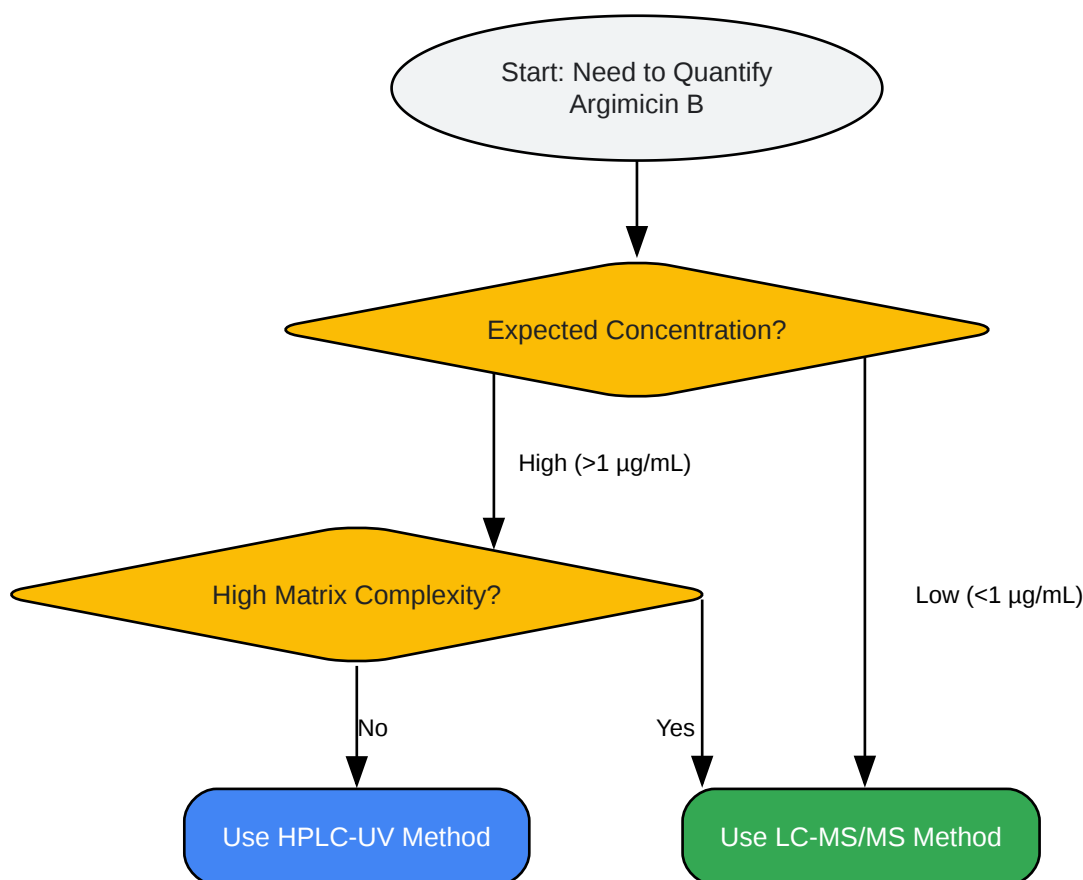 Start: Need to Quantify
Argimicin B
Expected Concentration?
High (>1 µg/mL)
High Matrix Complexity?
Low (<1 µg/mL)
No
Yes
Use HPLC-UV Method
Use LC-MS/MS Method